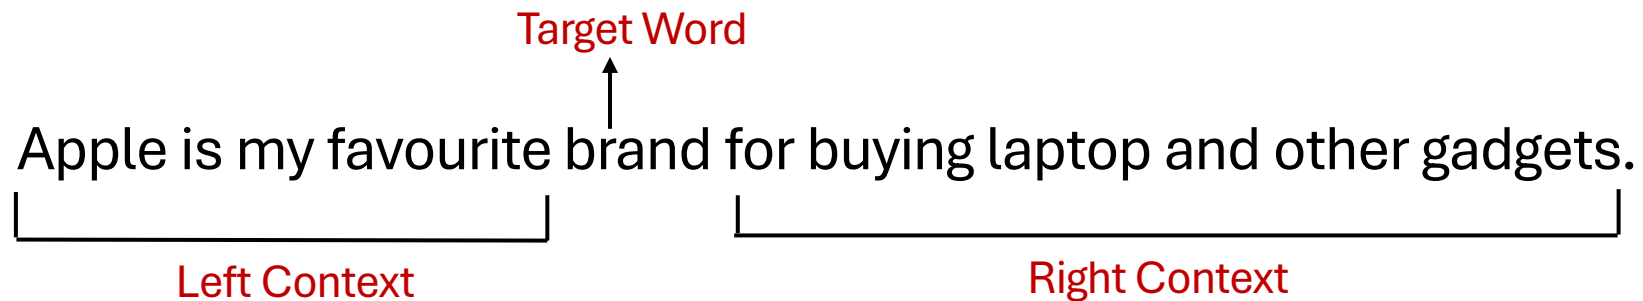 Target Word
Apple is my favourite brand for buying laptop and other gadgets.
Left Context
Right Context